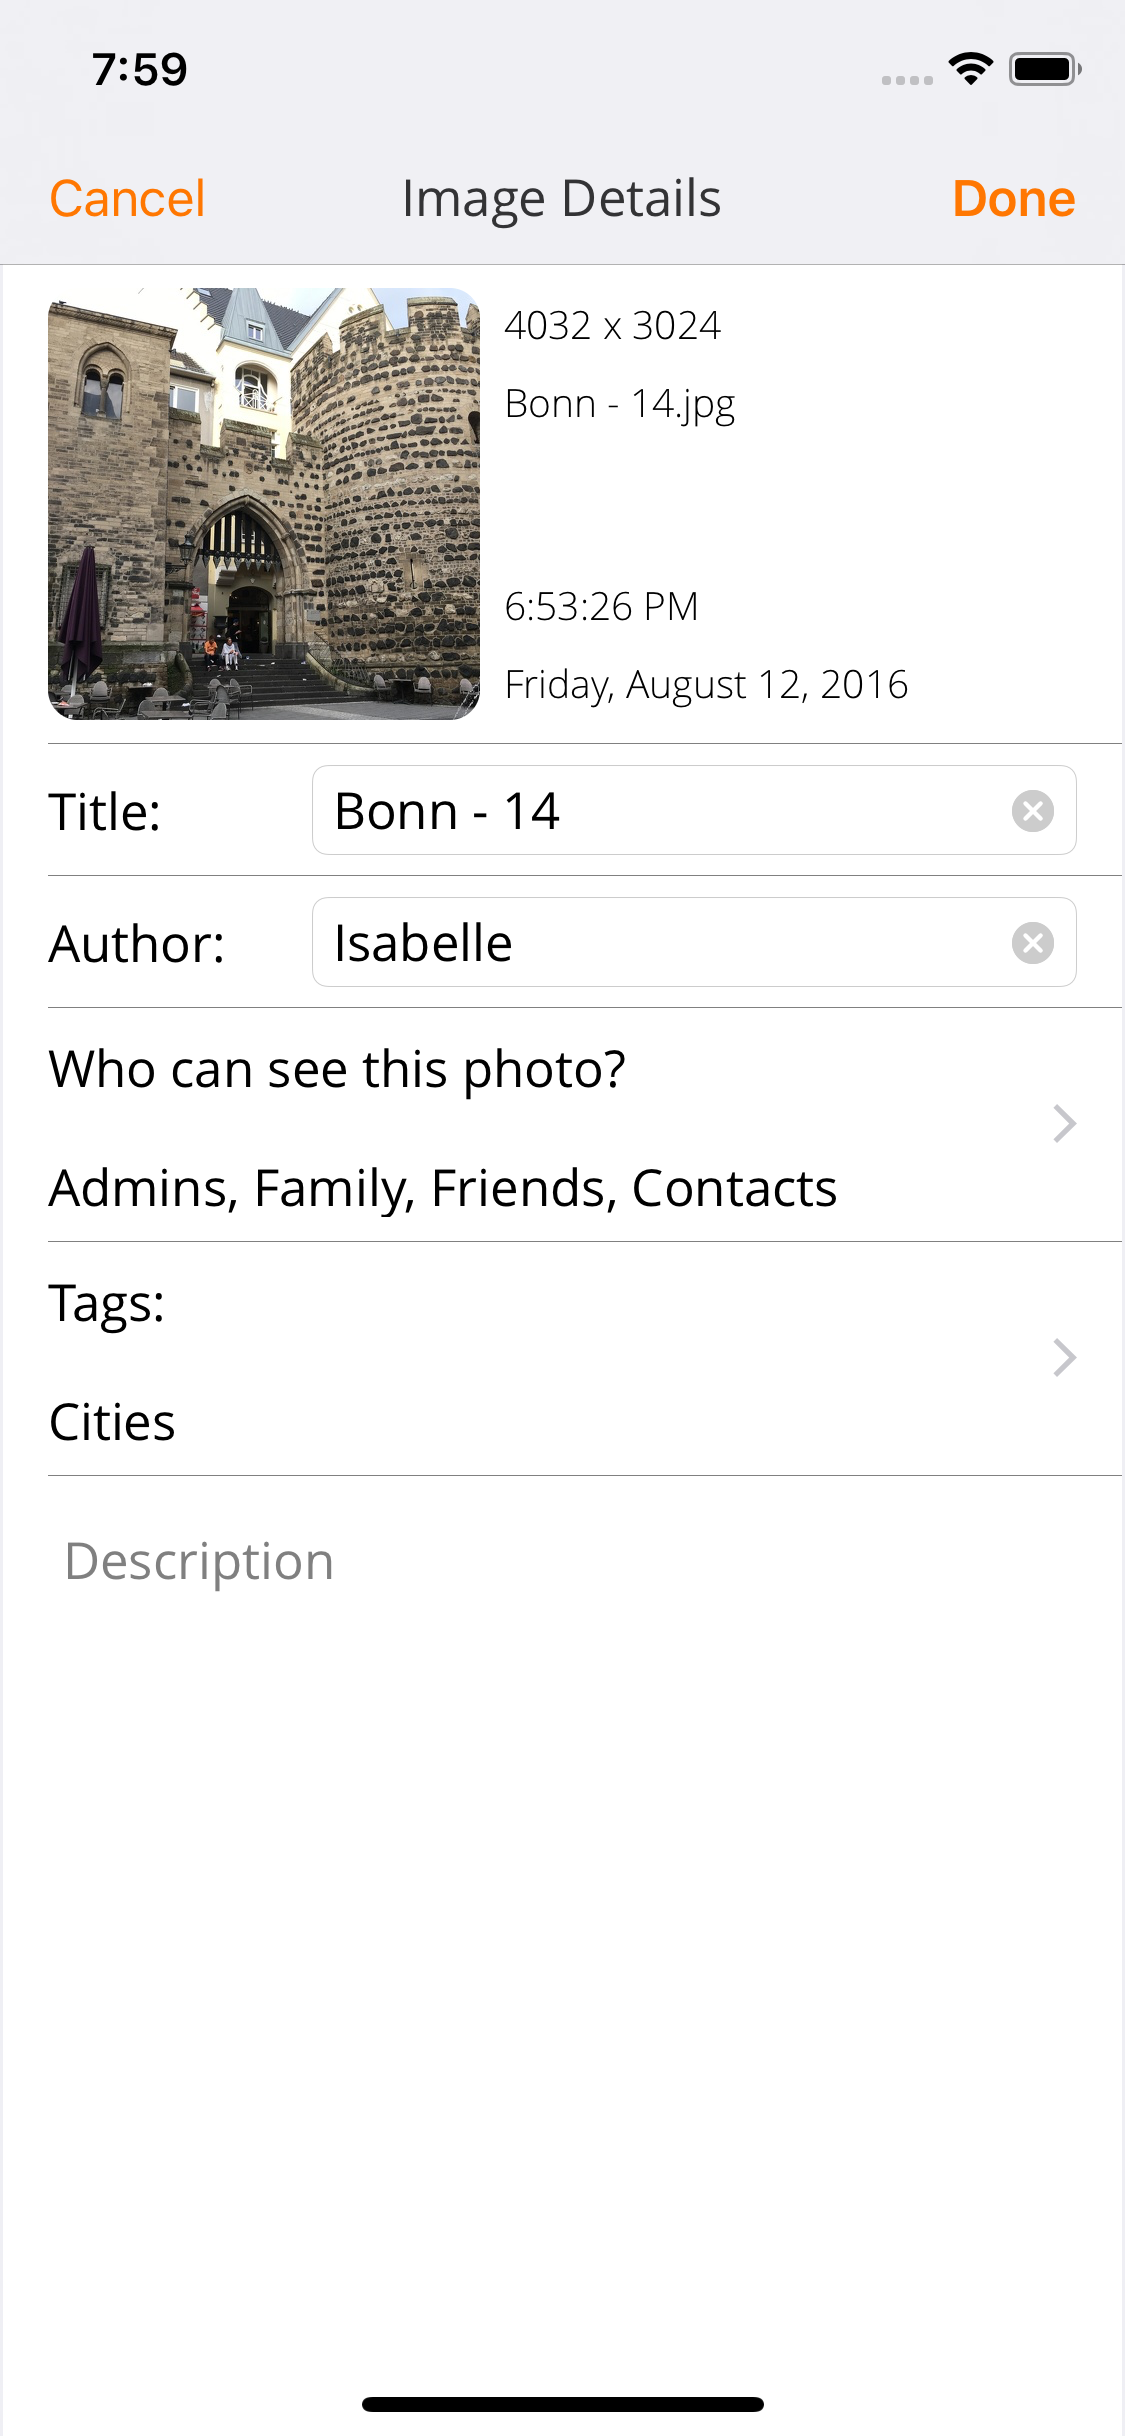 7:59
Cancel Image Details Done
4032 x 3024
Bonn - 14.jpg
6:53:26 PM
Friday, August 12, 2016
Title: Bonn - 14
Author: Isabelle
Who can see this photo?
Admins, Family, Friends, Contacts
Tags:
Cities
Description